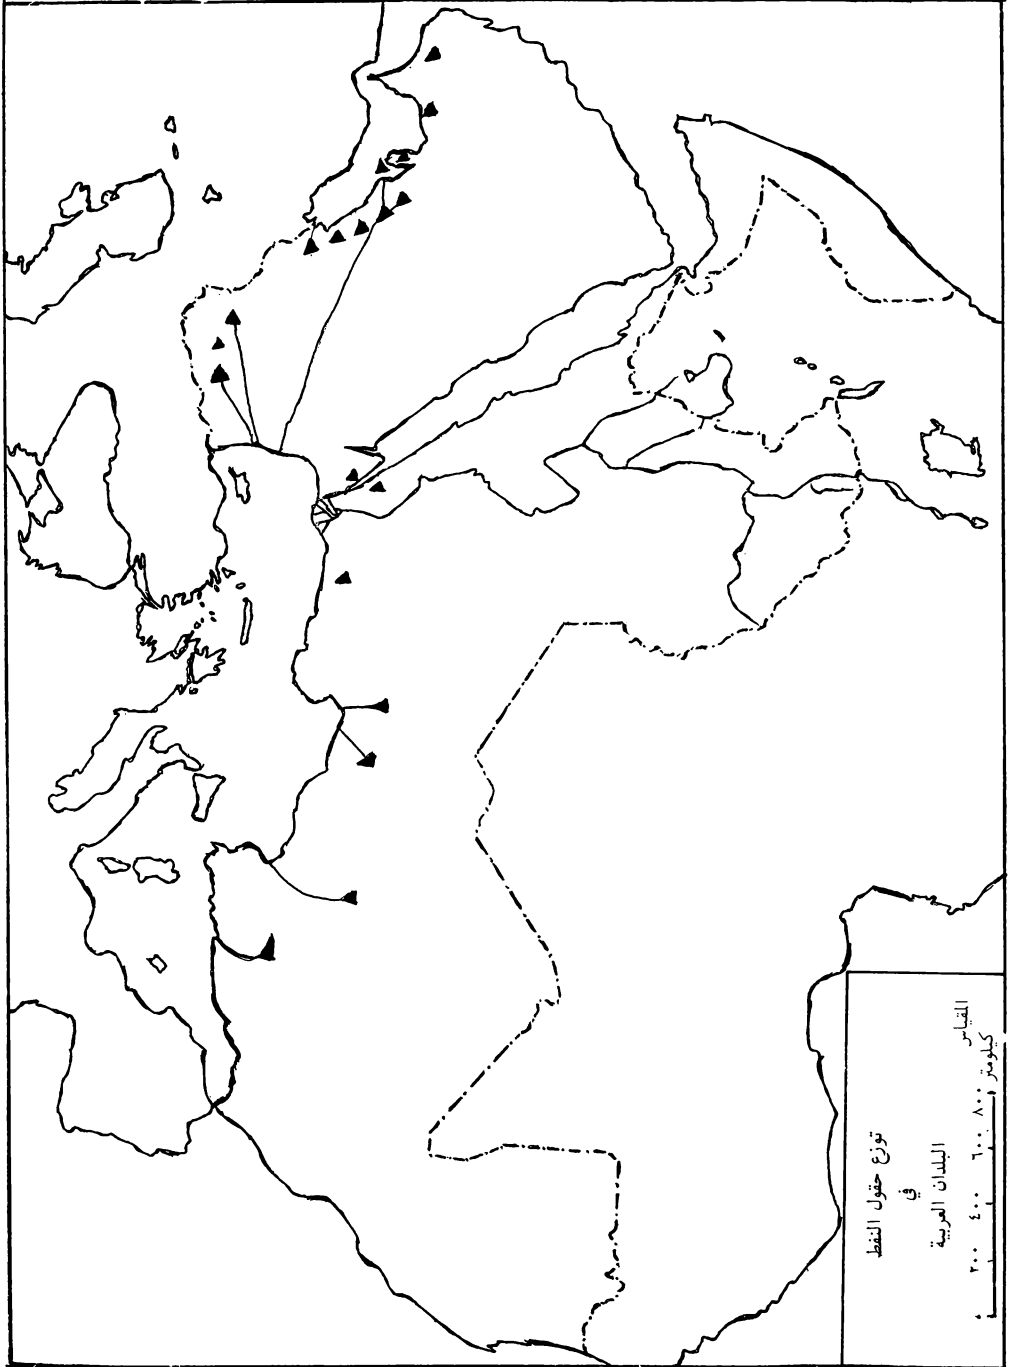 توزع حقول النفط
في
البلدان العربية
المقياس
٠ ٢٠٠ ٤٠٠ ٦٠٠ ٨٠٠ كيلومتر